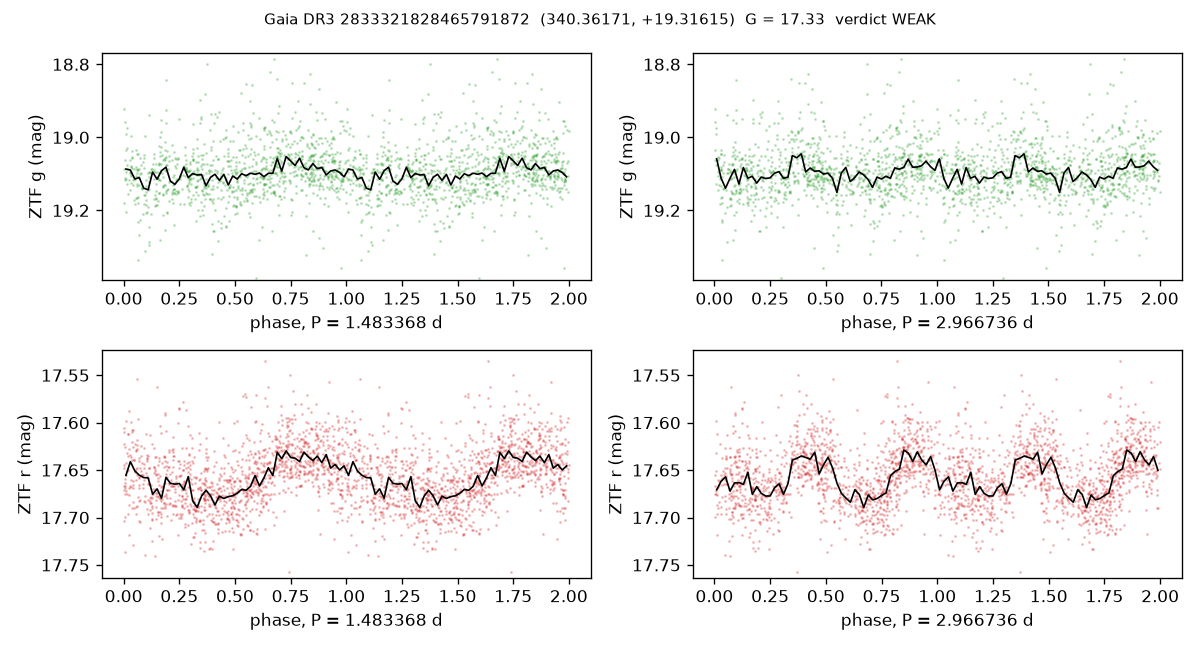 Gaia DR3 2833321828465791872 (340.36171, +19.31615) G = 17.33 verdict WEAK
ZTF g (mag)
18.8
19.0
19.2
0.00 0.25 0.50 0.75 1.00 1.25 1.50 1.75 2.00
phase, P = 1.483368 d
ZTF g (mag)
18.8
19.0
19.2
0.00 0.25 0.50 0.75 1.00 1.25 1.50 1.75 2.00
phase, P = 2.966736 d
ZTF r (mag)
17.55
17.60
17.65
17.70
17.75
0.00 0.25 0.50 0.75 1.00 1.25 1.50 1.75 2.00
phase, P = 1.483368 d
ZTF r (mag)
17.55
17.60
17.65
17.70
17.75
0.00 0.25 0.50 0.75 1.00 1.25 1.50 1.75 2.00
phase, P = 2.966736 d